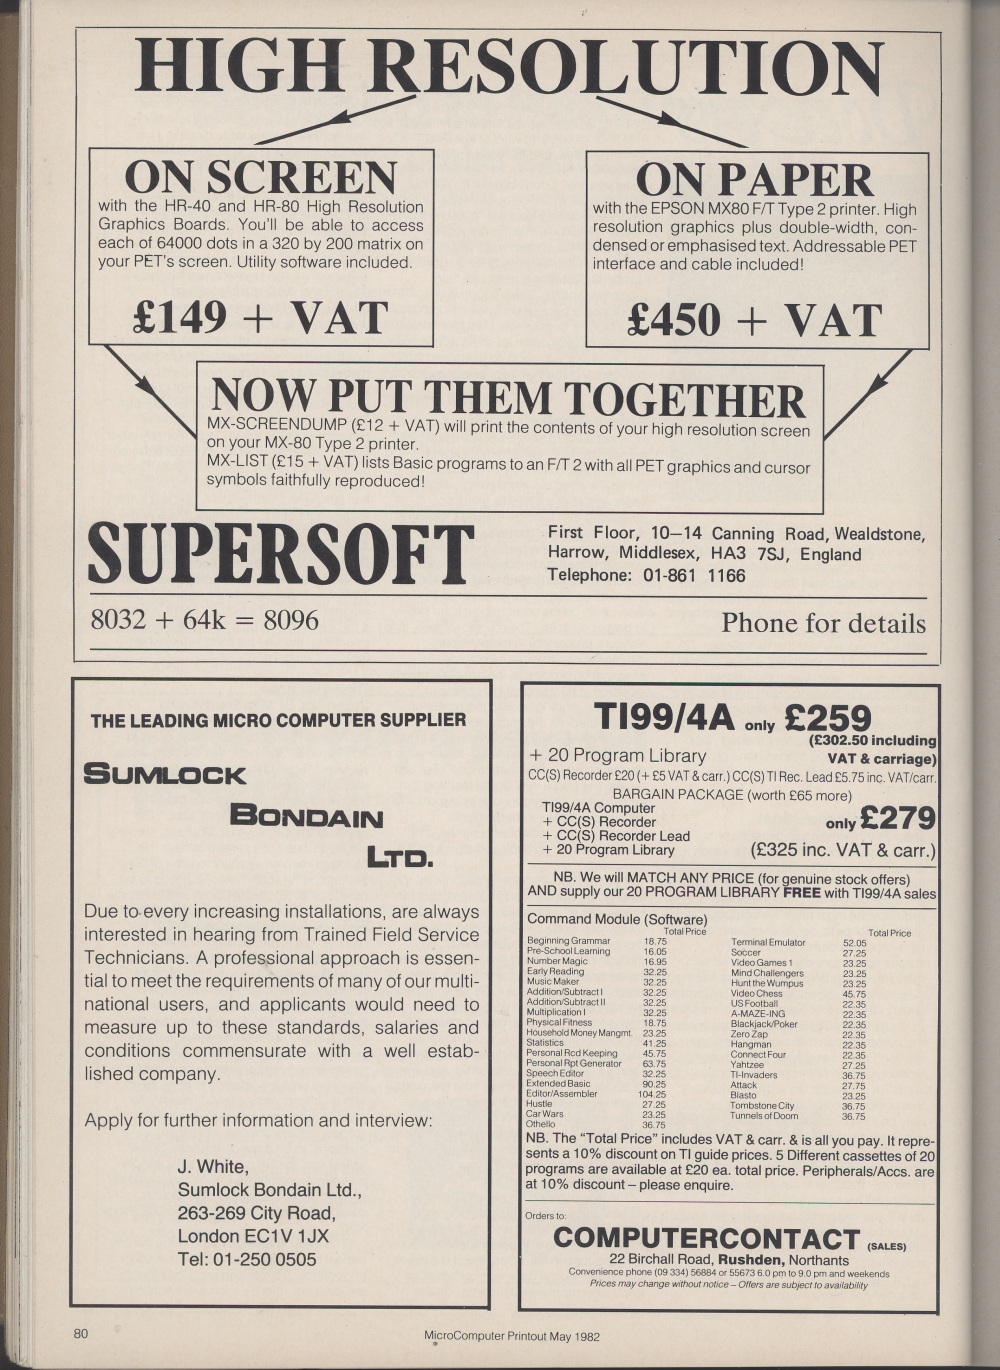 HIGH RESOLUTION
ON SCREEN
with the HR-40 and HR-80 High Resolution
Graphics Boards. You'll be able to access
each of 64000 dots in a 320 by 200 matrix on
your PET's screen. Utility software included.
£149 + VAT
ON PAPER
with the EPSON MX80 F/T Type 2 printer. High
resolution graphics plus double-width, con-
densed or emphasised text. Addressable PET
interface and cable included!
£450 + VAT
NOW PUT THEM TOGETHER
MX-SCREENDUMP (£12 + VAT) will print the contents of your high resolution screen
on your MX-80 Type 2 printer.
MX-LIST (£15 + VAT) lists Basic programs to an F/T 2 with all PET graphics and cursor
symbols faithfully reproduced!
SUPERSOFT
First Floor, 10–14 Canning Road, Wealdstone,
Harrow, Middlesex, HA3 7SJ, England
Telephone: 01-861 1166
8032 + 64k = 8096
Phone for details
THE LEADING MICRO COMPUTER SUPPLIER
SUMLOCK
BONDAIN
LTD.
Due to every increasing installations, are always
interested in hearing from Trained Field Service
Technicians. A professional approach is essen-
tial to meet the requirements of many of our multi-
national users, and applicants would need to
measure up to these standards, salaries and
conditions commensurate with a well estab-
lished company.
Apply for further information and interview:
J. White,
Sumlock Bondain Ltd.,
263-269 City Road,
London EC1V 1JX
Tel: 01-250 0505
TI99/4A only £259
(£302.50 including
+ 20 Program Library VAT & carriage)
CC(S) Recorder £20 (+ £5 VAT & carr.) CC(S) TI Rec. Lead £5.75 inc. VAT/carr.
BARGAIN PACKAGE (worth £65 more)
TI99/4A Computer
+ CC(S) Recorder only £279
+ CC(S) Recorder Lead
+ 20 Program Library (£325 inc. VAT & carr.)
NB. We will MATCH ANY PRICE (for genuine stock offers)
AND supply our 20 PROGRAM LIBRARY FREE with TI99/4A sales
Command Module (Software)
Total Price
Beginning Grammar 18.75
Pre-School Learning 16.05
Number Magic 16.95
Early Reading 32.25
Music Maker 32.25
Addition/Subtract I 32.25
Addition/Subtract II 32.25
Multiplication I 32.25
Physical Fitness 18.75
Household Money Mangmt. 23.25
Statistics 41.25
Personal Rcd Keeping 45.75
Personal Rpt Generator 63.75
Speech Editor 32.25
Extended Basic 90.25
Editor/Assembler 104.25
Hustle 27.25
Car Wars 23.25
Othello 36.75
Total Price
Terminal Emulator 52.05
Soccer 27.25
Video Games 1 23.25
Mind Challengers 23.25
Hunt the Wumpus 23.25
Video Chess 45.75
US Football 22.35
A-MAZE-ING 22.35
Blackjack/Poker 22.35
Zero Zap 22.35
Hangman 22.35
Connect Four 22.35
Yahtzee 27.25
TI-Invaders 36.75
Attack 27.75
Blasto 23.25
Tombstone City 36.75
Tunnels of Doom 36.75
NB. The "Total Price" includes VAT & carr. & is all you pay. It repre-
sents a 10% discount on TI guide prices. 5 Different cassettes of 20
programs are available at £20 ea. total price. Peripherals/Accs. are
at 10% discount – please enquire.
Orders to:
COMPUTERCONTACT (SALES)
22 Birchall Road, Rushden, Northants
Convenience phone (09 334) 56884 or 55673 6.0 pm to 9.0 pm and weekends
Prices may change without notice – Offers are subject to availability
80
MicroComputer Printout May 1982